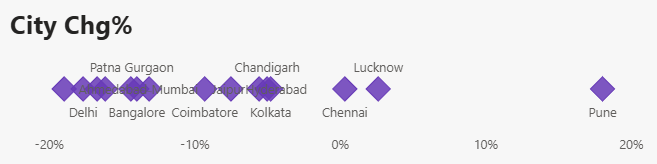 City Chg%
Patna Gurgaon Chandigarh Lucknow
Mumbai
Delhi Bangalore Coimbatore Kolkata Chennai Pune
-20% -10% 0% 10% 20%